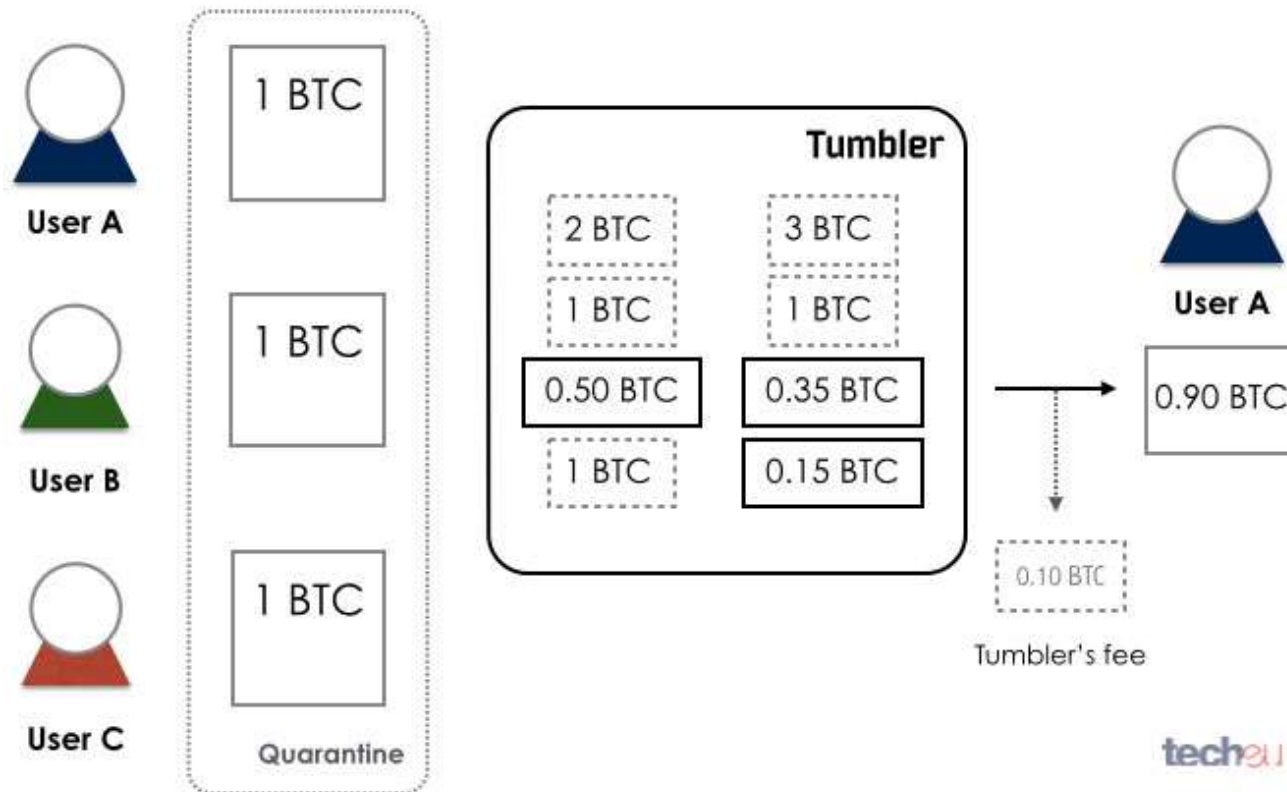 1 BTC
User A
1 BTC
User B
1 BTC
User C
Quarantine
Tumbler
2 BTC
3 BTC
1 BTC
1 BTC
0.50 BTC
0.35 BTC
1 BTC
0.15 BTC
User A
0.90 BTC
0.10 BTC
Tumbler’s fee
techeu